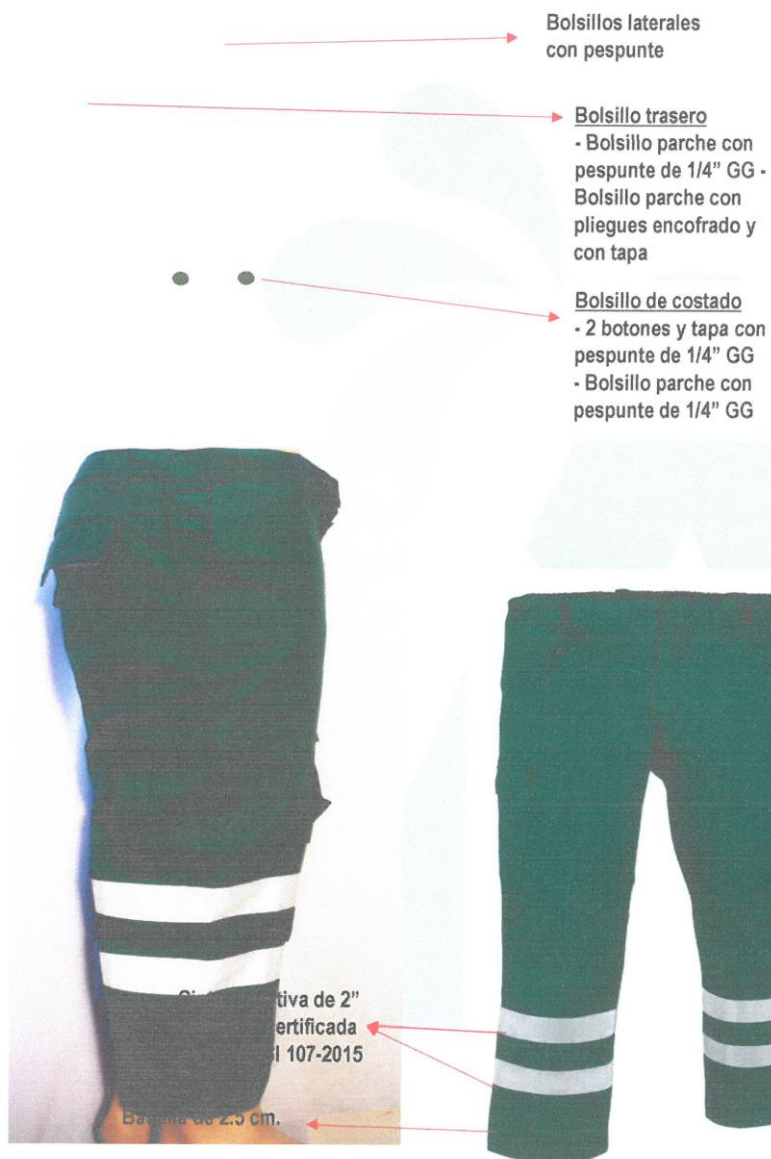 Bolsillos laterales
con pespunte
Bolsillo trasero
- Bolsillo parche con
pespunte de 1/4" GG -
Bolsillo parche con
pliegues encofrado y
con tapa
Bolsillo de costado
- 2 botones y tapa con
pespunte de 1/4" GG
- Bolsillo parche con
pespunte de 1/4" GG
de 2"
107-2015
de 2.5 cm.